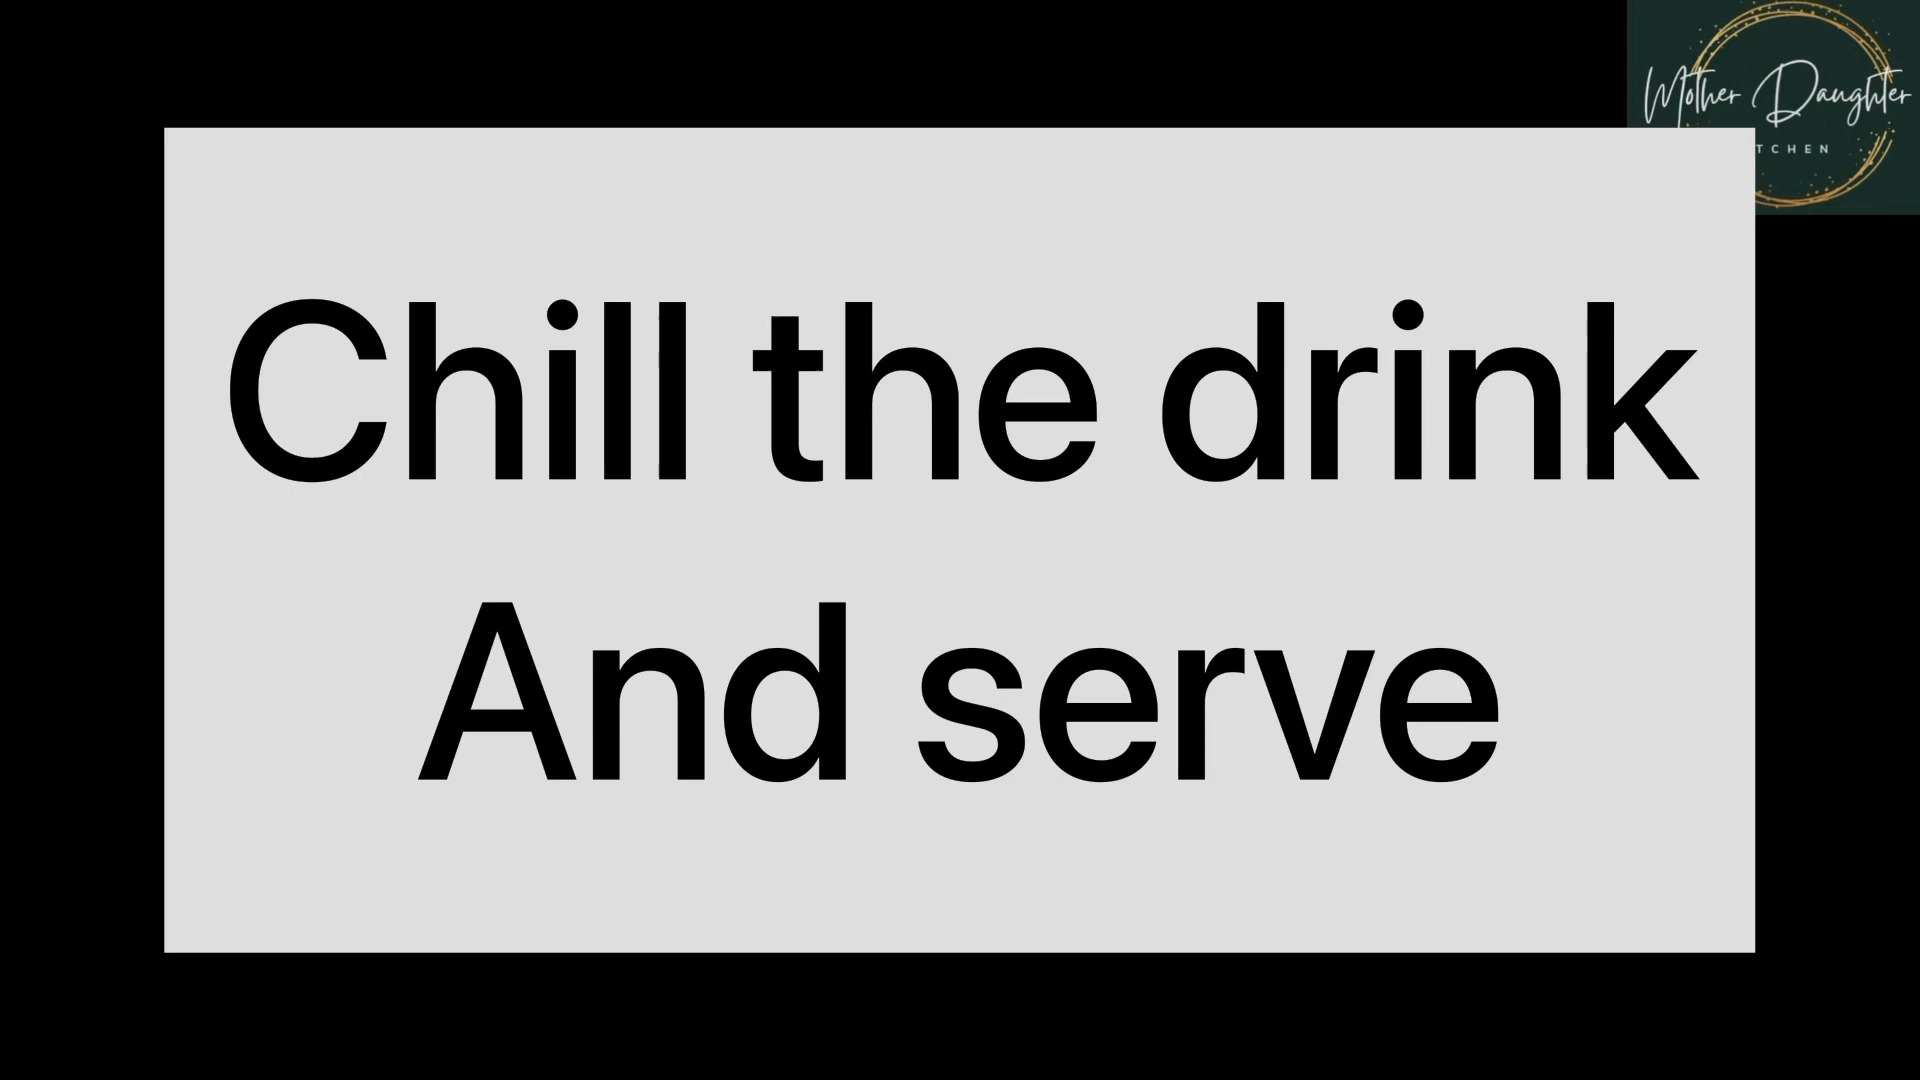 Mother Daughter
TCHEN
Chill the drink
And serve